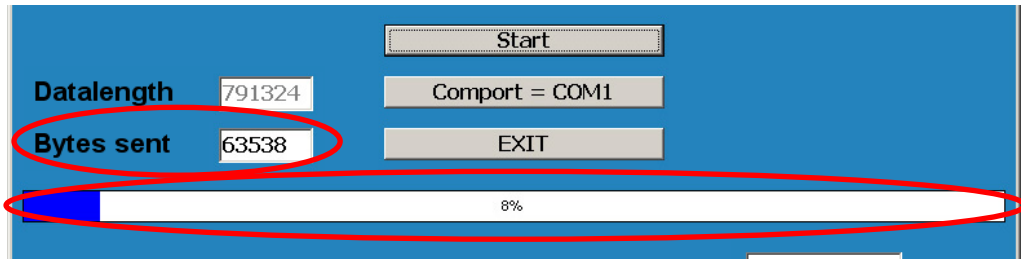 Start
Datalength 791324 Comport = COM1
Bytes sent 63538 EXIT
8%